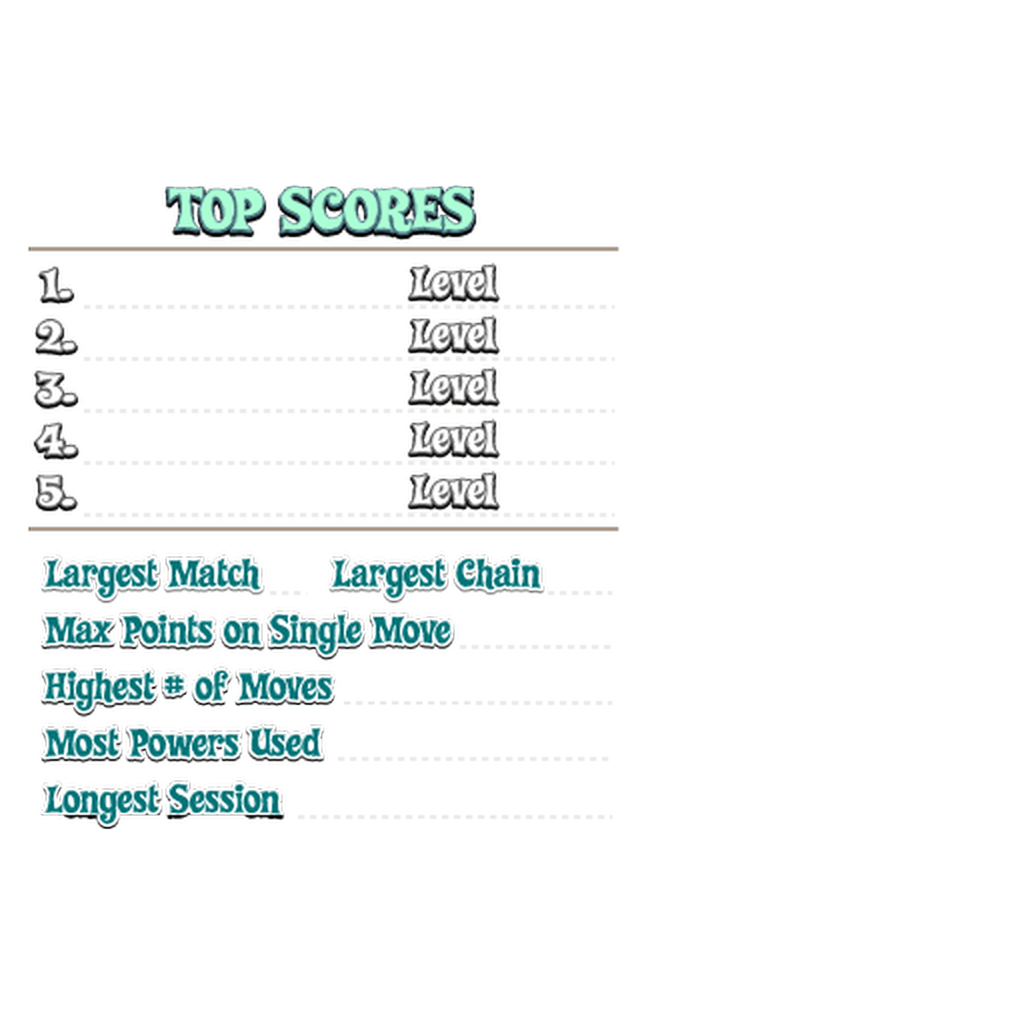 TOP SCORES
1. Level
2. Level
3. Level
4. Level
5. Level
Largest Match Largest Chain
Max Points on Single Move
Highest # of Moves
Most Powers Used
Longest Session